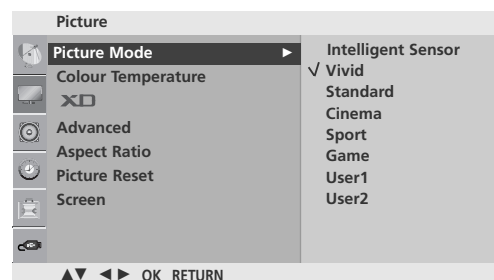 Picture
Picture Mode ►
Colour Temperature
XD
Advanced
Aspect Ratio
Picture Reset
Screen
Intelligent Sensor
√ Vivid
Standard
Cinema
Sport
Game
User1
User2
▲▼ ◄► OK RETURN